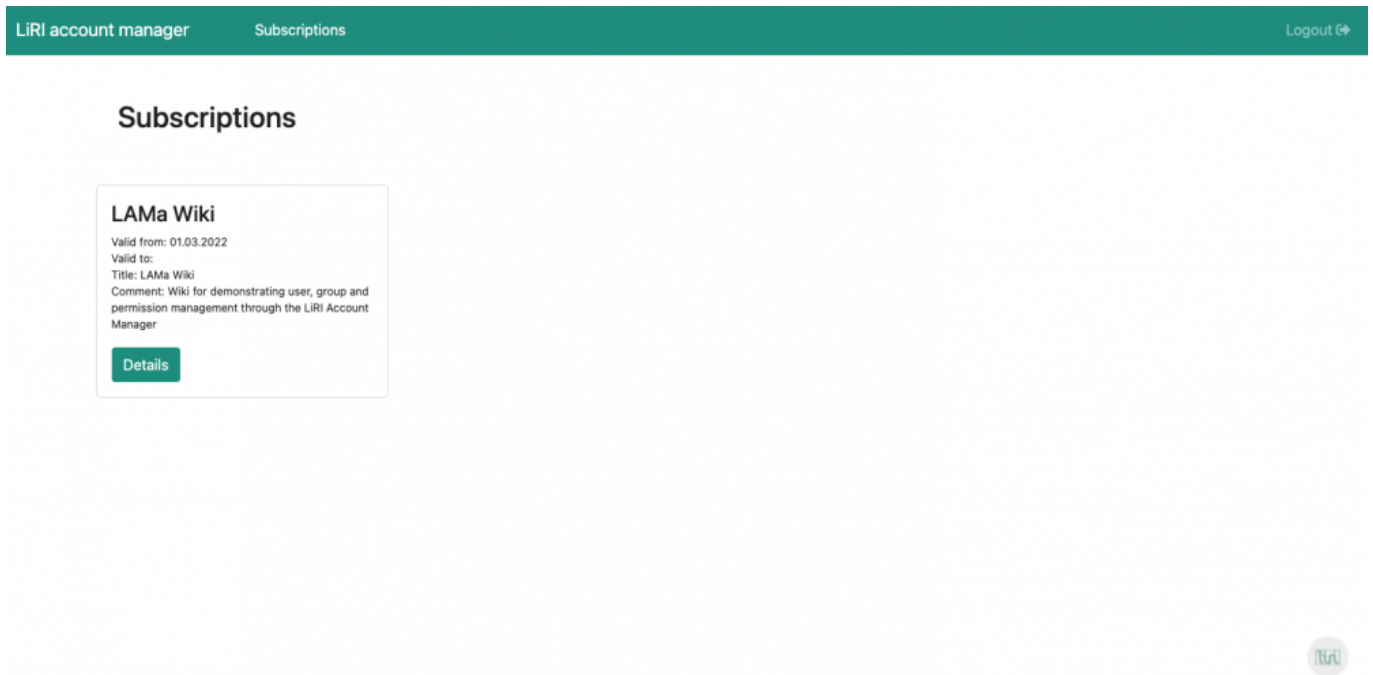 LiRI account manager
Subscriptions
Logout
Subscriptions
LAMa Wiki
Valid from: 01.03.2022
Valid to:
Title: LAMa Wiki
Comment: Wiki for demonstrating user, group and
permission management through the LiRI Account
Manager
Details
[liri]